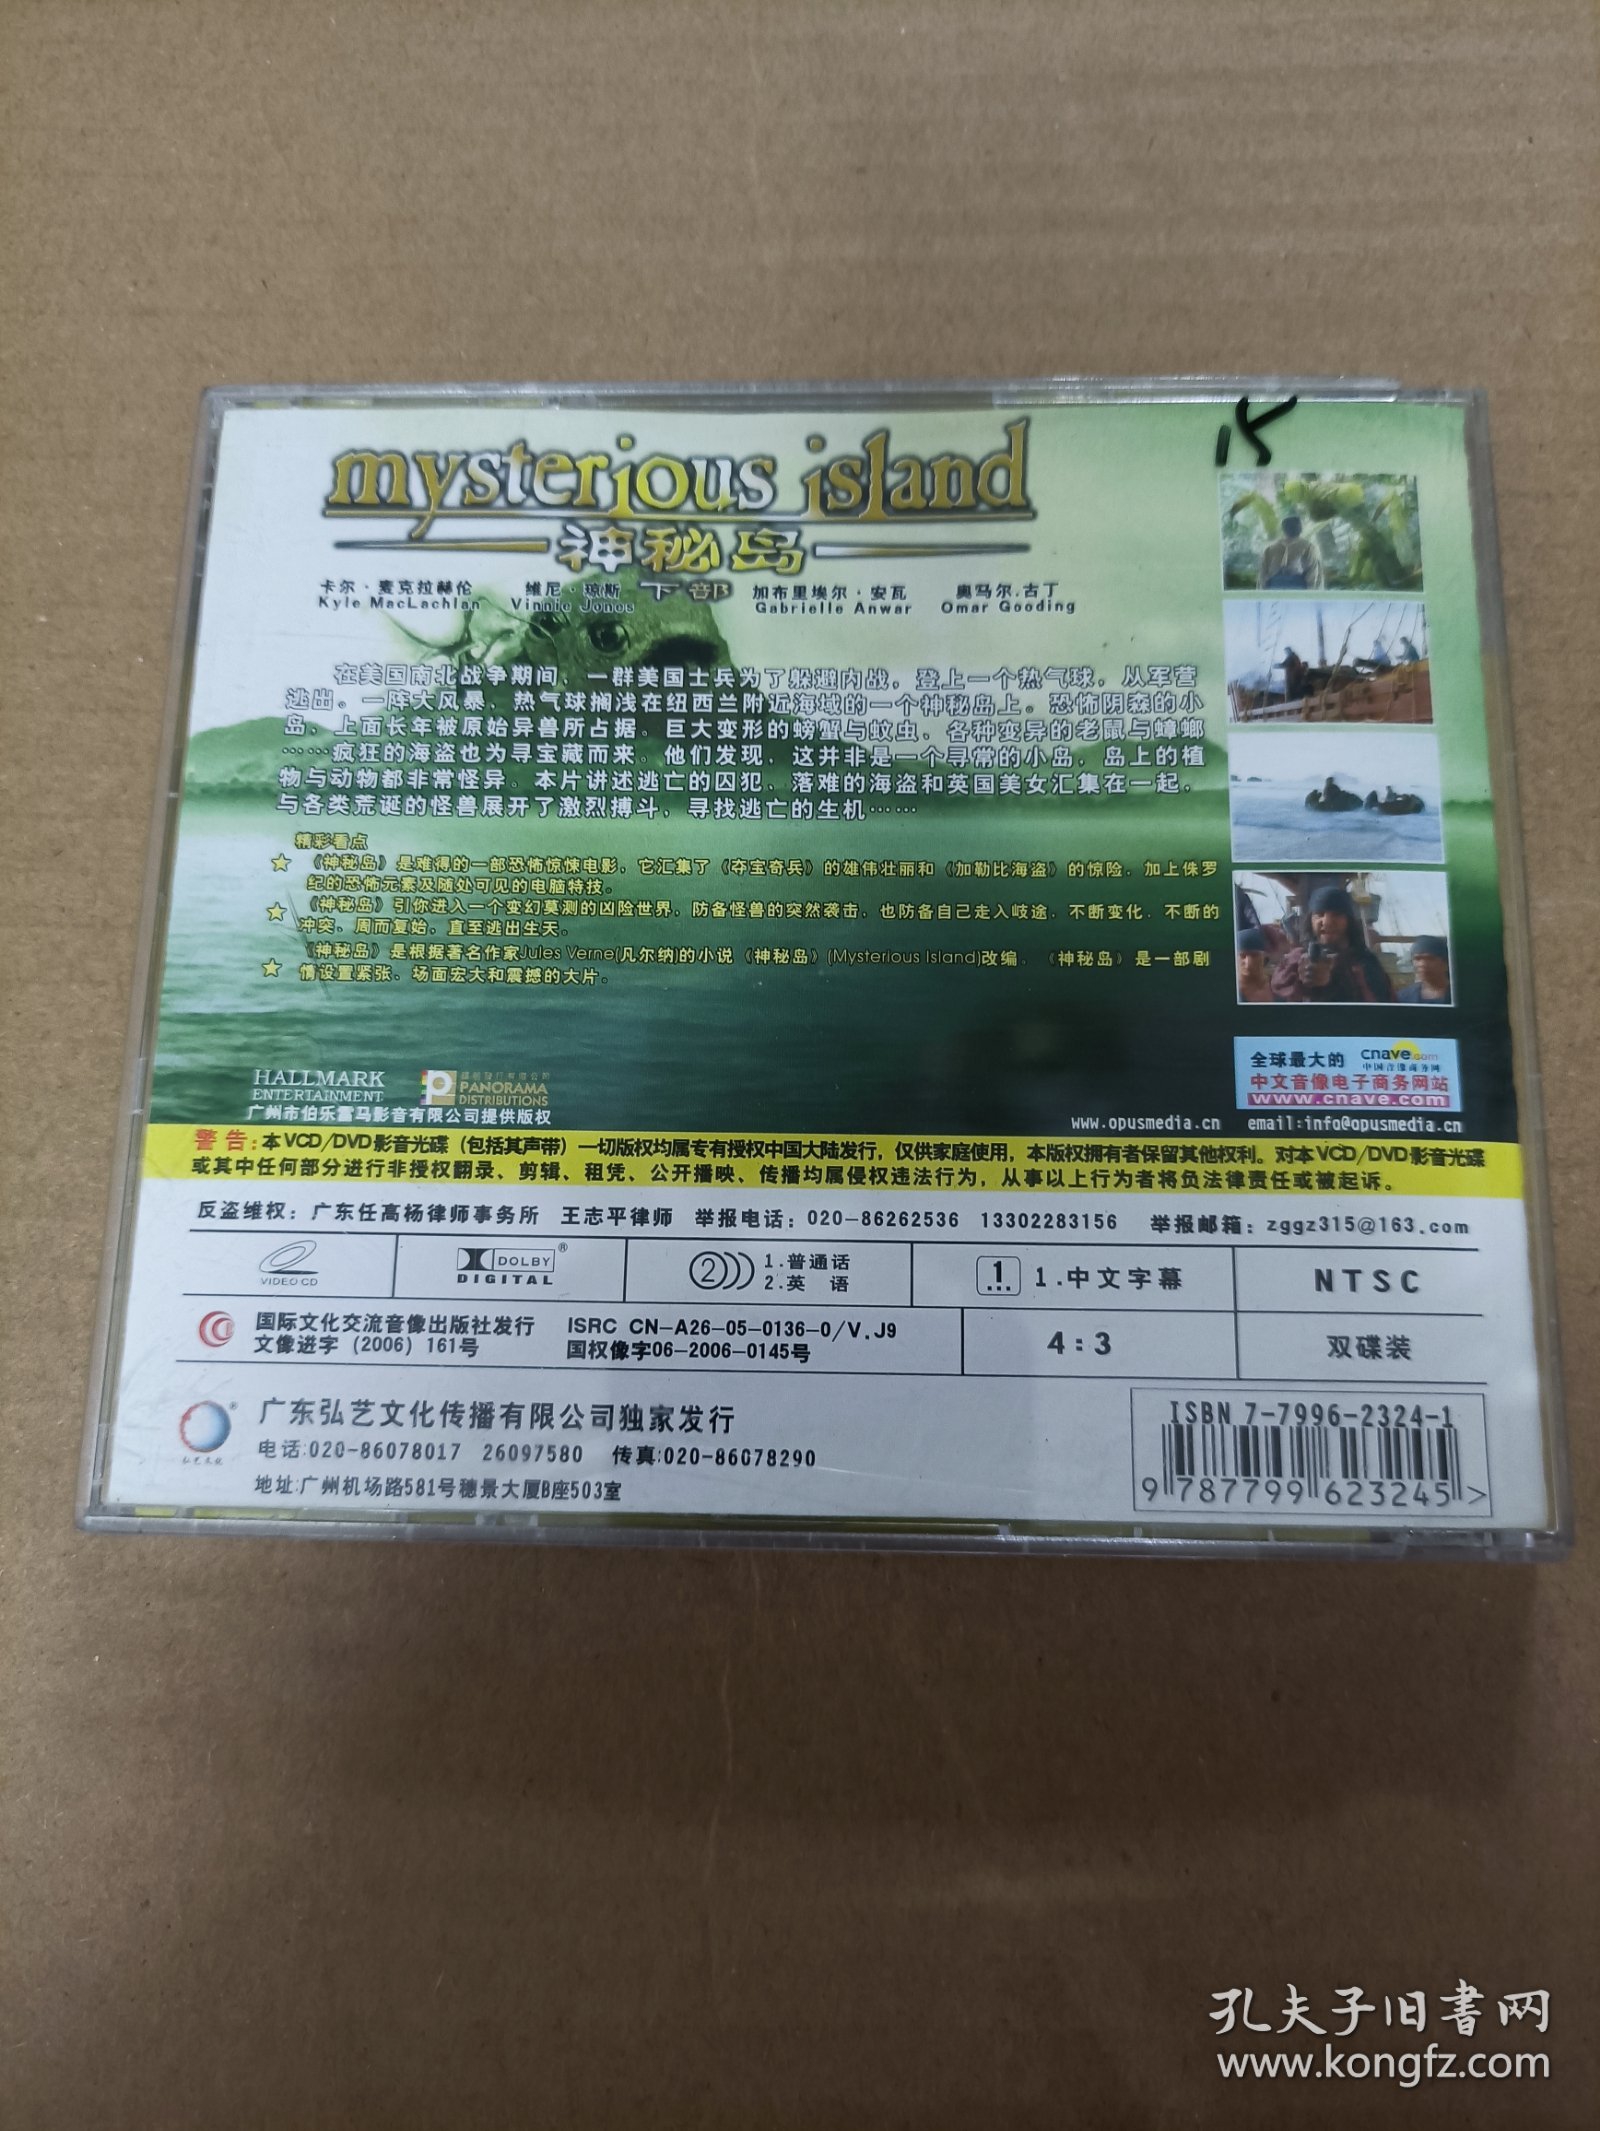 mysterious island
神秘岛
下部
卡尔·麦克拉赫伦 维尼·琼斯 加布里埃尔·安瓦 奥马尔.古丁
Kyle MacLachlan Vinnie Jones Gabrielle Anwar Omar Gooding
15
在美国南北战争期间，一群美国士兵为了躲避内战，登上一个热气球，从军营
逃出。一阵大风暴，热气球搁浅在纽西兰附近海域的一个神秘岛上。恐怖阴森的小
岛，上面长年被原始异兽所占据。巨大变形的螃蟹与蚊虫，各种变异的老鼠与蟑螂
……疯狂的海盗也为寻宝藏而来。他们发现，这并非是一个寻常的小岛，岛上的植
物与动物都非常怪异。本片讲述逃亡的囚犯，落难的海盗和英国美女汇集在一起，
与各类荒诞的怪兽展开了激烈搏斗，寻找逃亡的生机……
精彩看点
《神秘岛》是难得的一部恐怖惊悚电影，它汇集了《夺宝奇兵》的雄伟壮丽和《加勒比海盗》的惊险，加上侏罗
纪的恐怖元素及随处可见的电脑特技。
《神秘岛》引你进入一个变幻莫测的凶险世界，防备怪兽的突然袭击，也防备自己走入歧途，不断变化，不断的
冲突，周而复始，直至逃出生天。
《神秘岛》是根据著名作家Jules Verne(凡尔纳)的小说《神秘岛》(Mysterious Island)改编。《神秘岛》是一部剧
情设置紧张、场面宏大和震撼的大片。
HALLMARK
ENTERTAINMENT
PANORAMA
DISTRIBUTIONS
广州市伯乐雷马影音有限公司提供版权
全球最大的 cnave.com
中国音像商务网
中文音像电子商务网站
www.cnave.com
www.opusmedia.cn email:info@opusmedia.cn
警告:本VCD/DVD影音光碟（包括其声带）一切版权均属专有授权中国大陆发行，仅供家庭使用，本版权拥有者保留其他权利。对本VCD/DVD影音光碟
或其中任何部分进行非授权翻录、剪辑、租凭、公开播映、传播均属侵权违法行为，从事以上行为者将负法律责任或被起诉。
反盗维权：广东任高杨律师事务所 王志平律师 举报电话：020-86262536 13302283156 举报邮箱：zggz315@163.com
VIDEO CD
DOLBY®
DIGITAL
2
1.普通话
2.英 语
1
1.中文字幕
NTSC
国际文化交流音像出版社发行
文像进字（2006）161号
ISRC CN-A26-05-0136-0/V.J9
国权像字06-2006-0145号
4:3
双碟装
弘艺文化
广东弘艺文化传播有限公司独家发行
电话:020-86078017 26097580 传真:020-86078290
地址:广州机场路581号穗景大厦B座503室
ISBN 7-7996-2324-1
9 787799 623245 >
孔夫子旧书网
www.kongfz.com